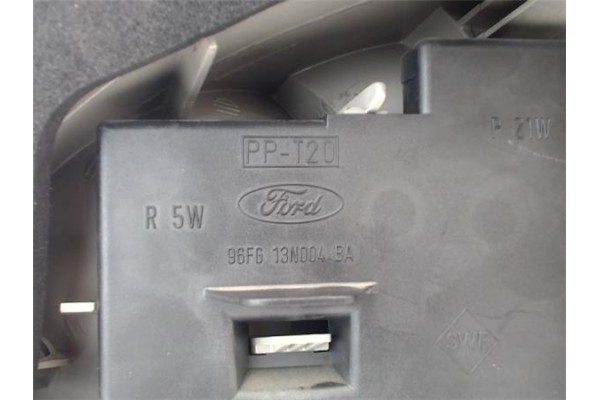 PP-T20
P 21W
Ford
R 5W
96FG 13N004 BA
SWF